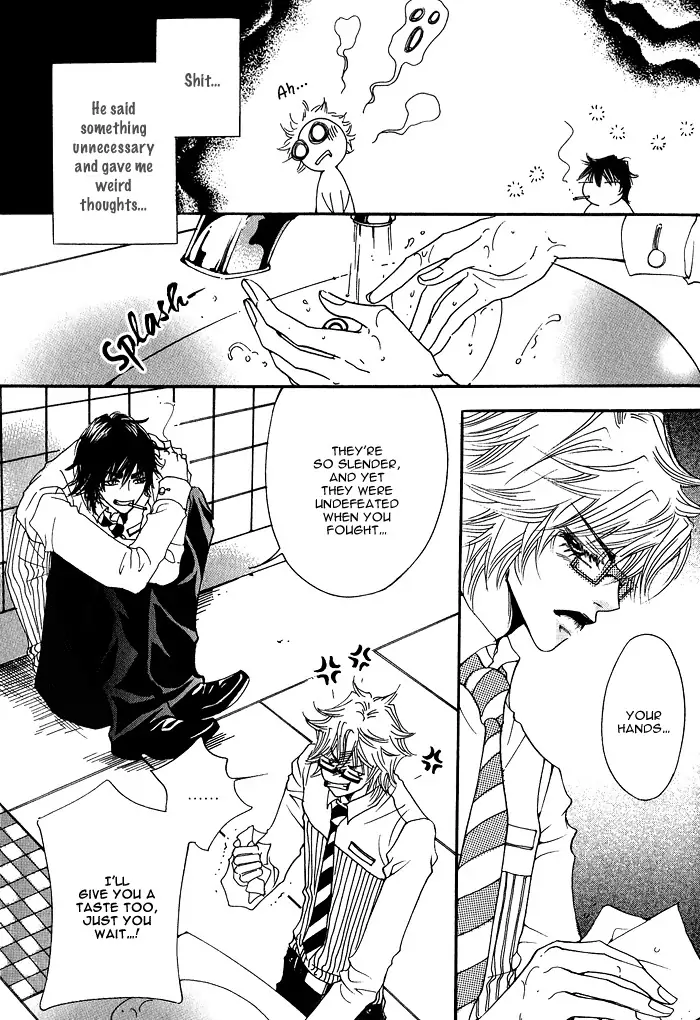 Shit...
He said
something
unnecessary
and gave me
weird
thoughts...
Ah...
Splash-
YOUR
HANDS...
THEY'RE
SO SLENDER,
AND YET
THEY WERE
UNDEFEATED
WHEN YOU
FOUGHT...
......
I'LL
GIVE YOU A
TASTE TOO,
JUST YOU
WAIT...!